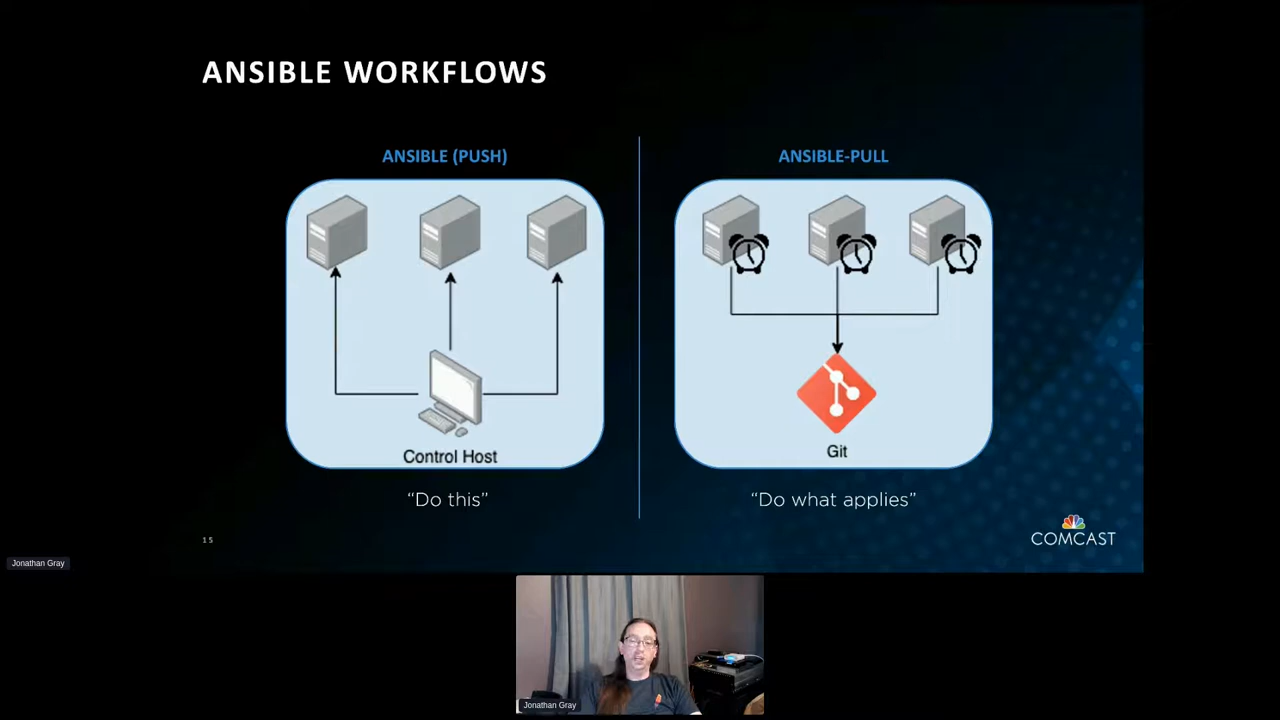 ANSIBLE WORKFLOWS
ANSIBLE (PUSH)
Control Host
“Do this”
ANSIBLE-PULL
Git
“Do what applies”
15
COMCAST
Jonathan Gray
Jonathan Gray